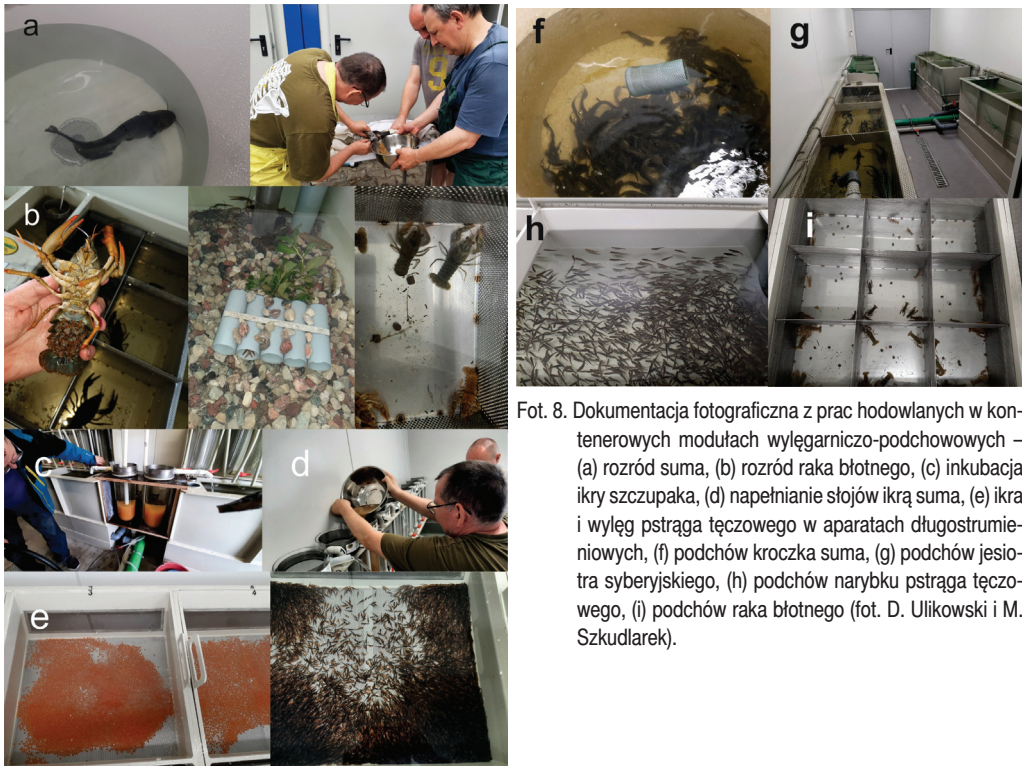 a
f
g
b
h
i
Fot. 8. Dokumentacja fotograficzna z prac hodowlanych w kon-
tenerowych modułach wylęgarniczo-podchowowych –
(a) rozród suma, (b) rozród raka błotnego, (c) inkubacja
ikry szczupaka, (d) napełnianie słojów ikrą suma, (e) ikra
i wylęg pstrąga tęczowego w aparatach długostrumie-
niowych, (f) podchów kroczka suma, (g) podchów jesio-
tra syberyjskiego, (h) podchów narybku pstrąga tęczo-
wego, (i) podchów raka błotnego (fot. D. Ulikowski i M.
Szkudlarek).
c
d
e